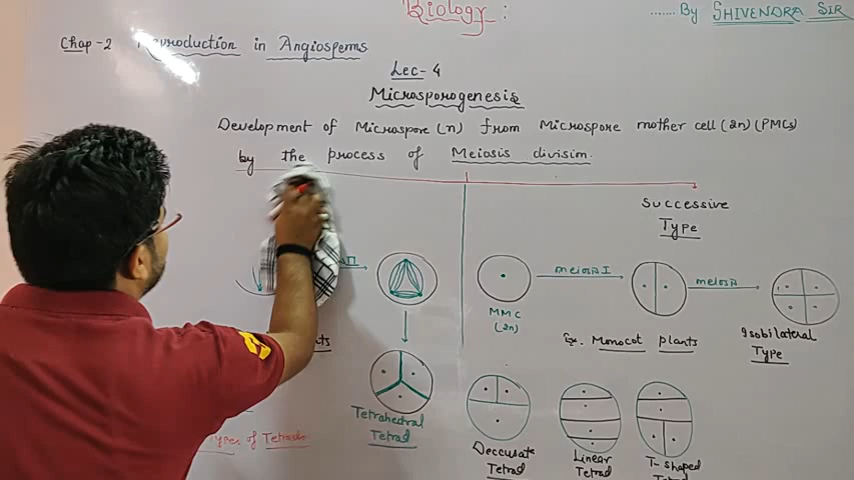 Biology :
....... By SHIVENDRA SIR
Chap-2 Reproduction in Angiosperms
Lec-4
Microsporogenesis
Development of Microspore (n) from Microspore mother cell (2n) (PMCs)
by the process of Meiosis division.
Successive
Type
II
meiosis I
meiosis
MMC
(2n)
Ex. Monocot plants
Isobilateral
Type
Tetrahedral
Tetrad
Types of Tetrads
Deccusate
Tetrad
Linear
Tetrad
T-shaped